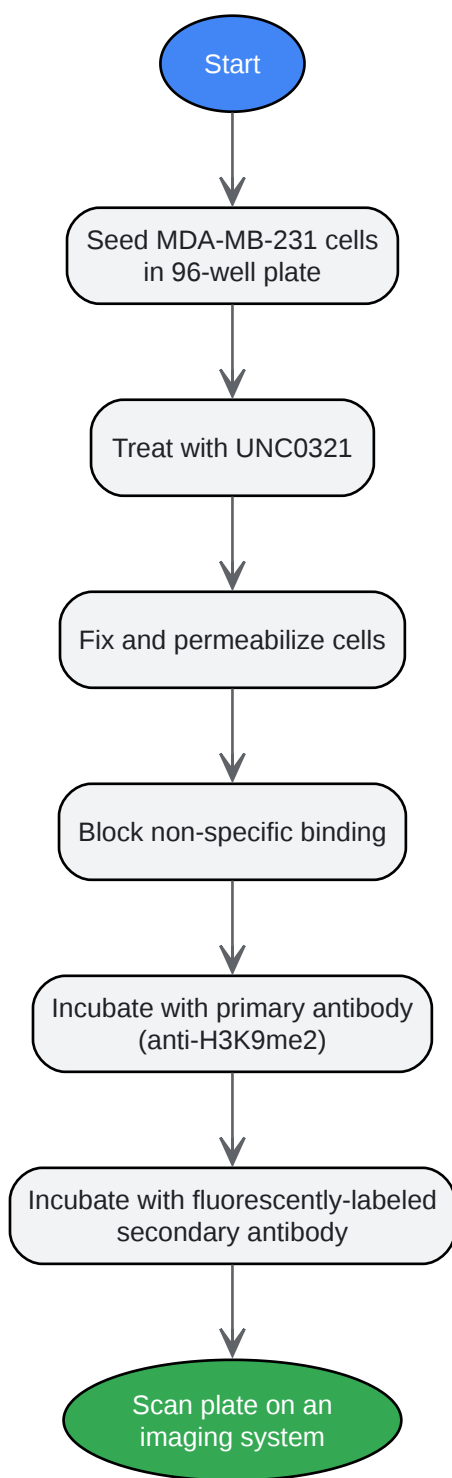 Start
Seed MDA-MB-231 cells
in 96-well plate
Treat with UNC0321
Fix and permeabilize cells
Block non-specific binding
Incubate with primary antibody
(anti-H3K9me2)
Incubate with fluorescently-labeled
secondary antibody
Scan plate on an
imaging system